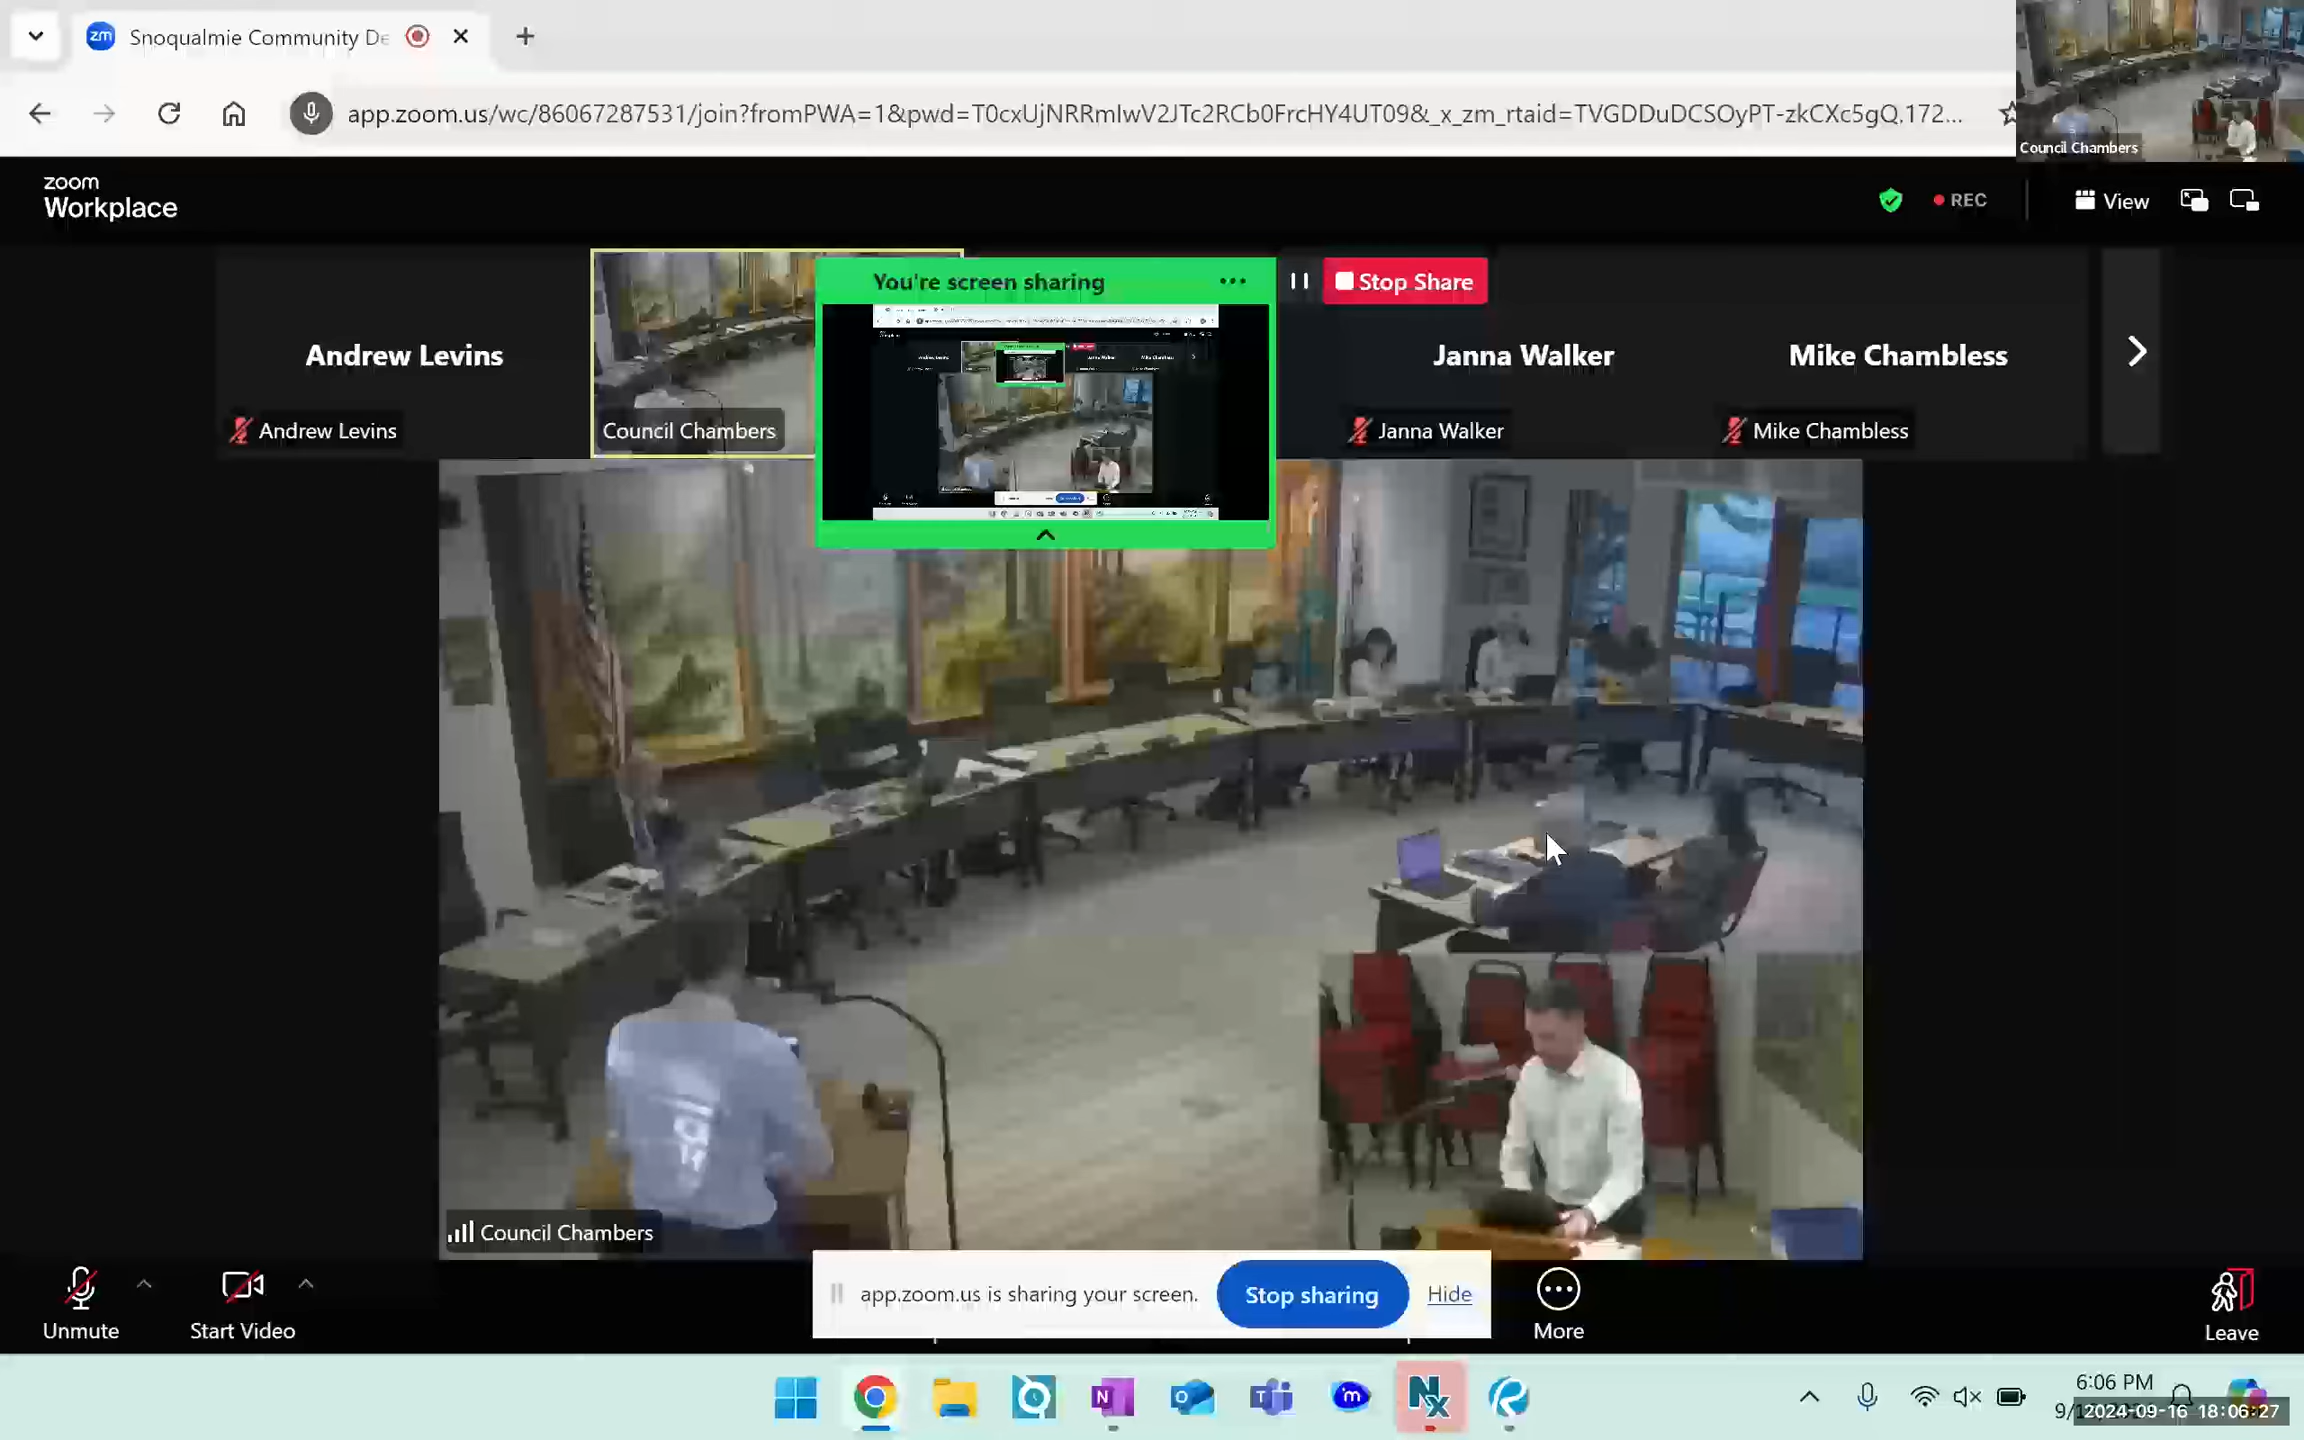 zm Snoqualmie Community De
app.zoom.us/wc/86067287531/join?fromPWA=1&pwd=T0cxUjNRRmIwV2JTc2RCb0FrcHY4UT09&_x_zm_rtaid=TVGDDuDCSOyPT-zkCXc5gQ.172...
Council Chambers
zoom
Workplace
REC
View
You're screen sharing
Stop Share
Andrew Levins
Janna Walker
Mike Chambless
Andrew Levins
Council Chambers
Janna Walker
Mike Chambless
Council Chambers
app.zoom.us is sharing your screen.
Stop sharing
Hide
Unmute
Start Video
More
Leave
6:06 PM
2024-09-16 18:06:27